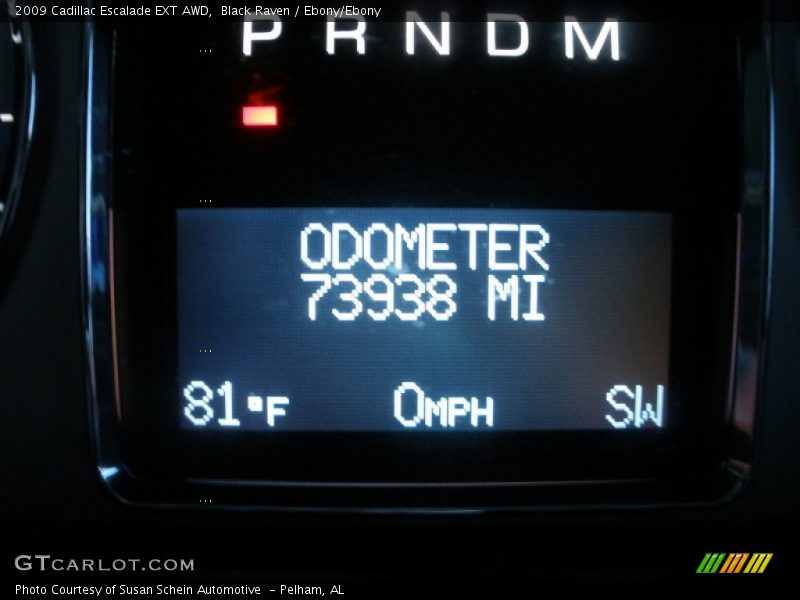 2009 Cadillac Escalade EXT AWD, Black Raven / Ebony/Ebony
P R N D M
ODOMETER
73938 MI
81°F 0MPH SW
GTCARLOT.COM
Photo Courtesy of Susan Schein Automotive - Pelham, AL